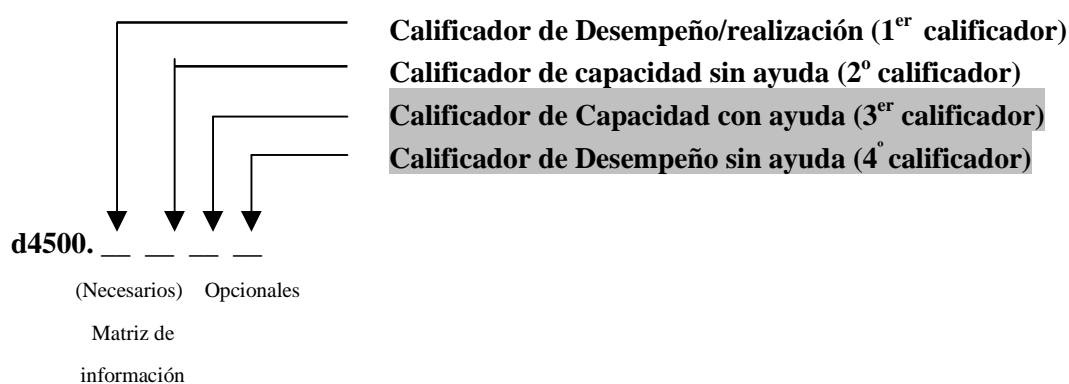 Calificador de Desempeño/realización (1er calificador)
Calificador de capacidad sin ayuda (2º calificador)
Calificador de Capacidad con ayuda (3er calificador)
Calificador de Desempeño sin ayuda (4º calificador)
d4500. __ __ __ __
(Necesarios) Opcionales
Matriz de
información